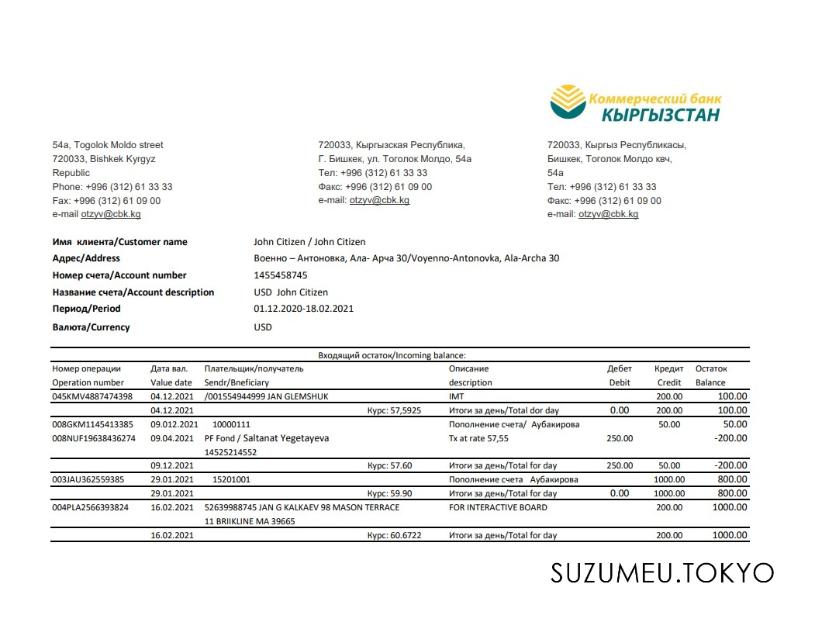 Коммерческий банк
КЫРГЫЗСТАН
54a, Togolok Moldo street
720033, Bishkek Kyrgyz
Republic
Phone: +996 (312) 61 33 33
Fax: +996 (312) 61 09 00
e-mail otzyv@cbk.kg
720033, Кыргызская Республика,
Г. Бишкек, ул. Тоголок Молдо, 54а
Тел: +996 (312) 61 33 33
Факс: +996 (312) 61 09 00
e-mail: otzyv@cbk.kg
720033, Кыргыз Республикасы,
Бишкек, Тоголок Молдо квч,
54а
Тел: +996 (312) 61 33 33
Факс: +996 (312) 61 09 00
e-mail: otzyv@cbk.kg
Имя клиента/Customer name John Citizen / John Citizen
Адрес/Address Военно – Антоновка, Ала- Арча 30/Voyenno-Antonovka, Ala-Archa 30
Номер счета/Account number 1455458745
Название счета/Account description USD John Citizen
Период/Period 01.12.2020-18.02.2021
Валюта/Currency USD
Входящий остаток/Incoming balance:
Номер операции Дата вал. Плательщик/получатель Описание Дебет Кредит Остаток
Operation number Value date Sendr/Bneficiary description Debit Credit Balance
045KMV4887474398 04.12.2021 /001554944999 JAN GLEMSHUK IMT 200.00 100.00
04.12.2021 Курс: 57,5925 Итоги за день/Total dor day 0.00 200.00 100.00
008GKM1145413385 09.012.2021 10000111 Пополнение счета/ Аубакирова 50.00 50.00
008NUF19638436274 09.04.2021 PF Fond / Saltanat Yegetayeva Tx at rate 57,55 250.00 -200.00
14525214552
09.12.2021 Курс: 57.60 Итоги за день/Total for day 250.00 50.00 -200.00
003JAU362559385 29.01.2021 15201001 Пополнение счета Аубакирова 1000.00 800.00
29.01.2021 Курс: 59.90 Итоги за день/Total for day 0.00 1000.00 800.00
004PLA2566393824 16.02.2021 52639988745 JAN G KALKAEV 98 MASON TERRACE FOR INTERACTIVE BOARD 200.00 1000.00
11 BRIIKLINE MA 39665
16.02.2021 Курс: 60.6722 Итоги за день/Total for day 200.00 1000.00
SUZUMEU.TOKYO